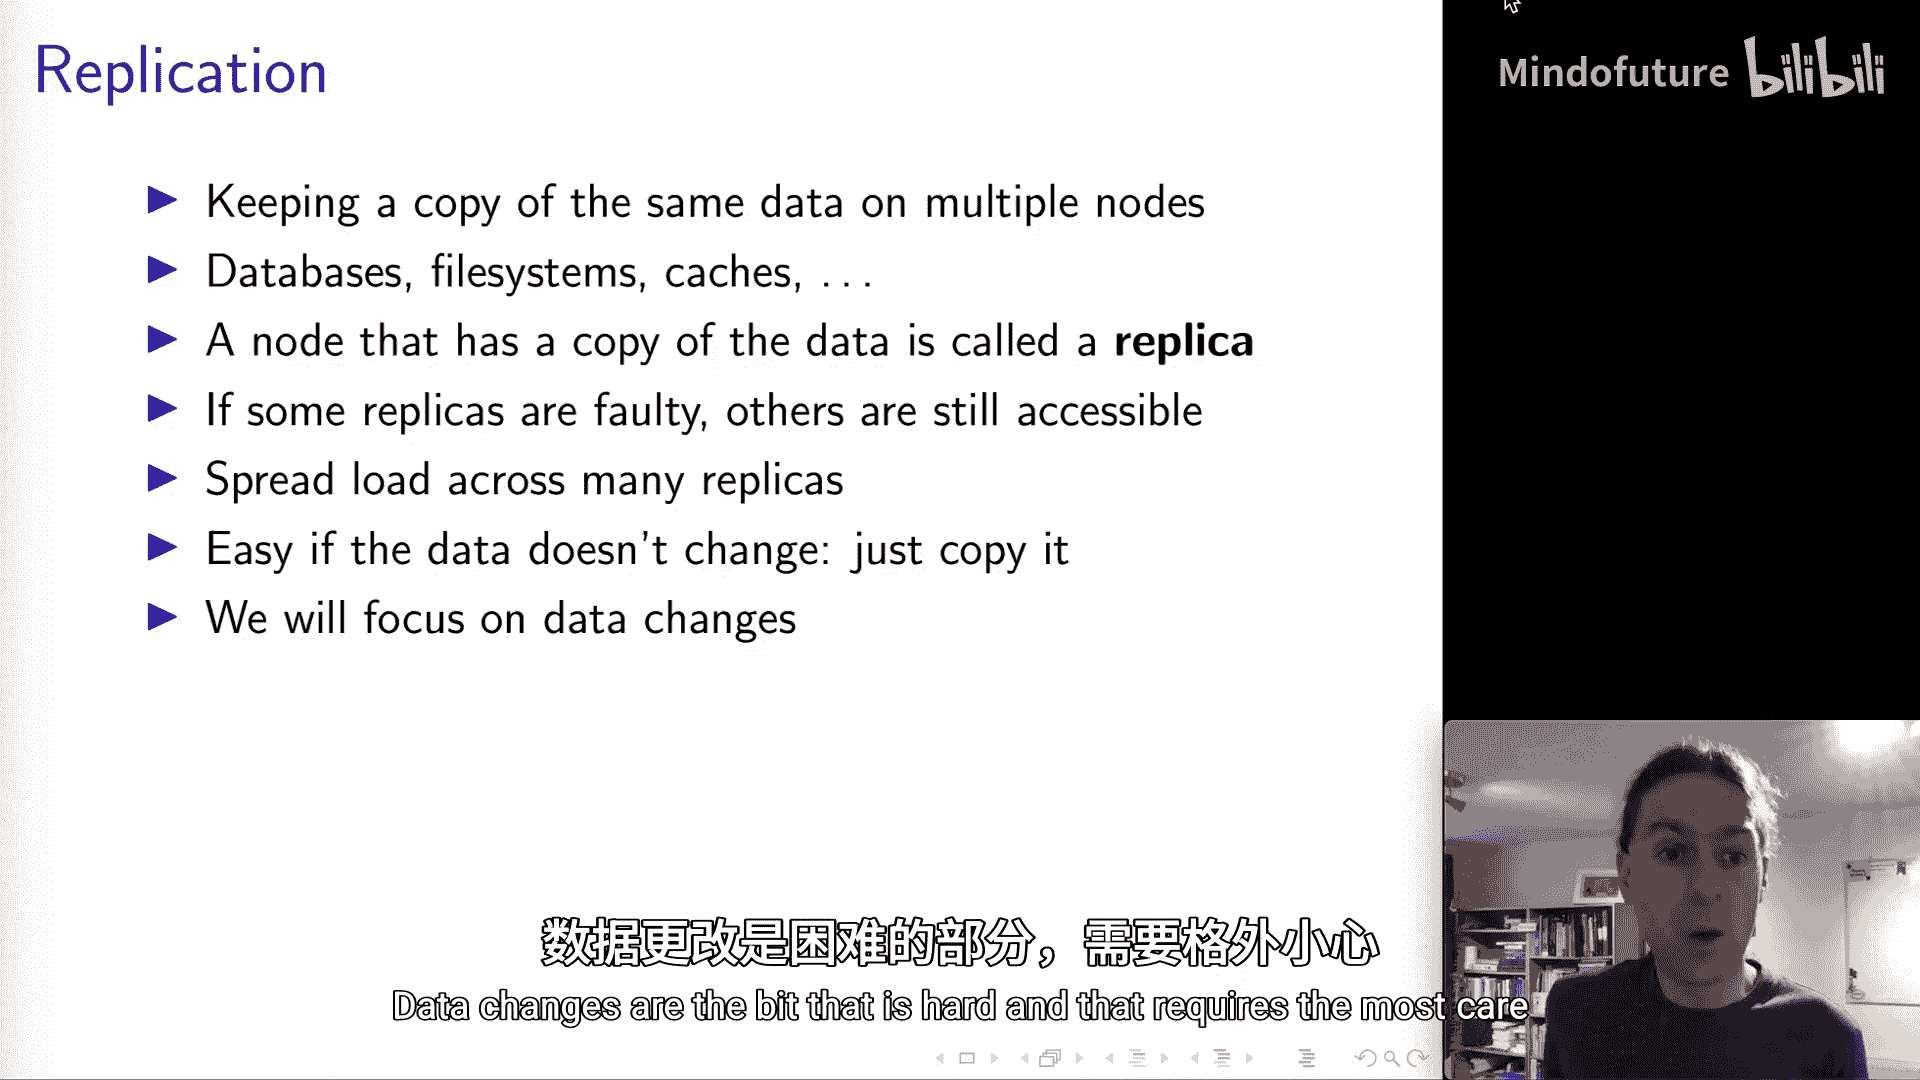 Replication
Mindofuture bilibili
Keeping a copy of the same data on multiple nodes
Databases, filesystems, caches, ...
A node that has a copy of the data is called a replica
If some replicas are faulty, others are still accessible
Spread load across many replicas
Easy if the data doesn't change: just copy it
We will focus on data changes
数据更改是困难的部分，需要格外小心
Data changes are the bit that is hard and that requires the most care